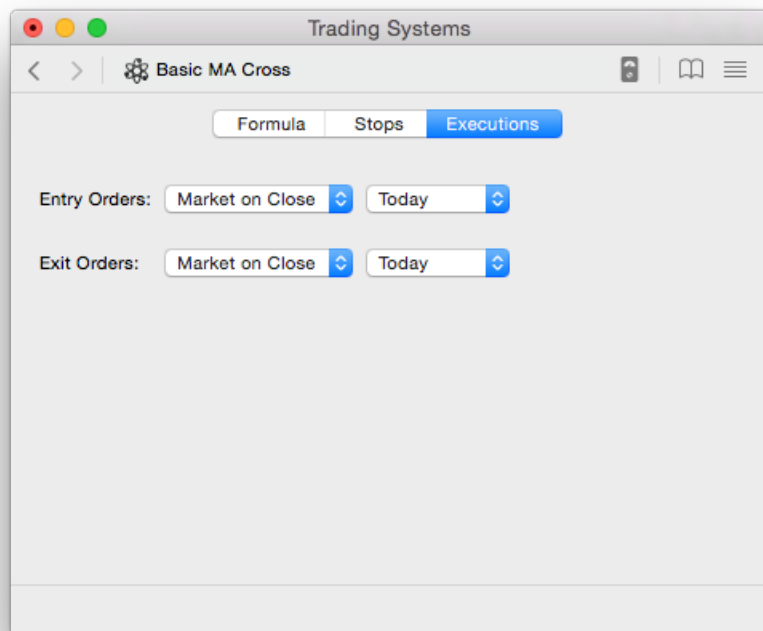 Trading Systems
Basic MA Cross
Formula Stops Executions
Entry Orders: Market on Close Today
Exit Orders: Market on Close Today